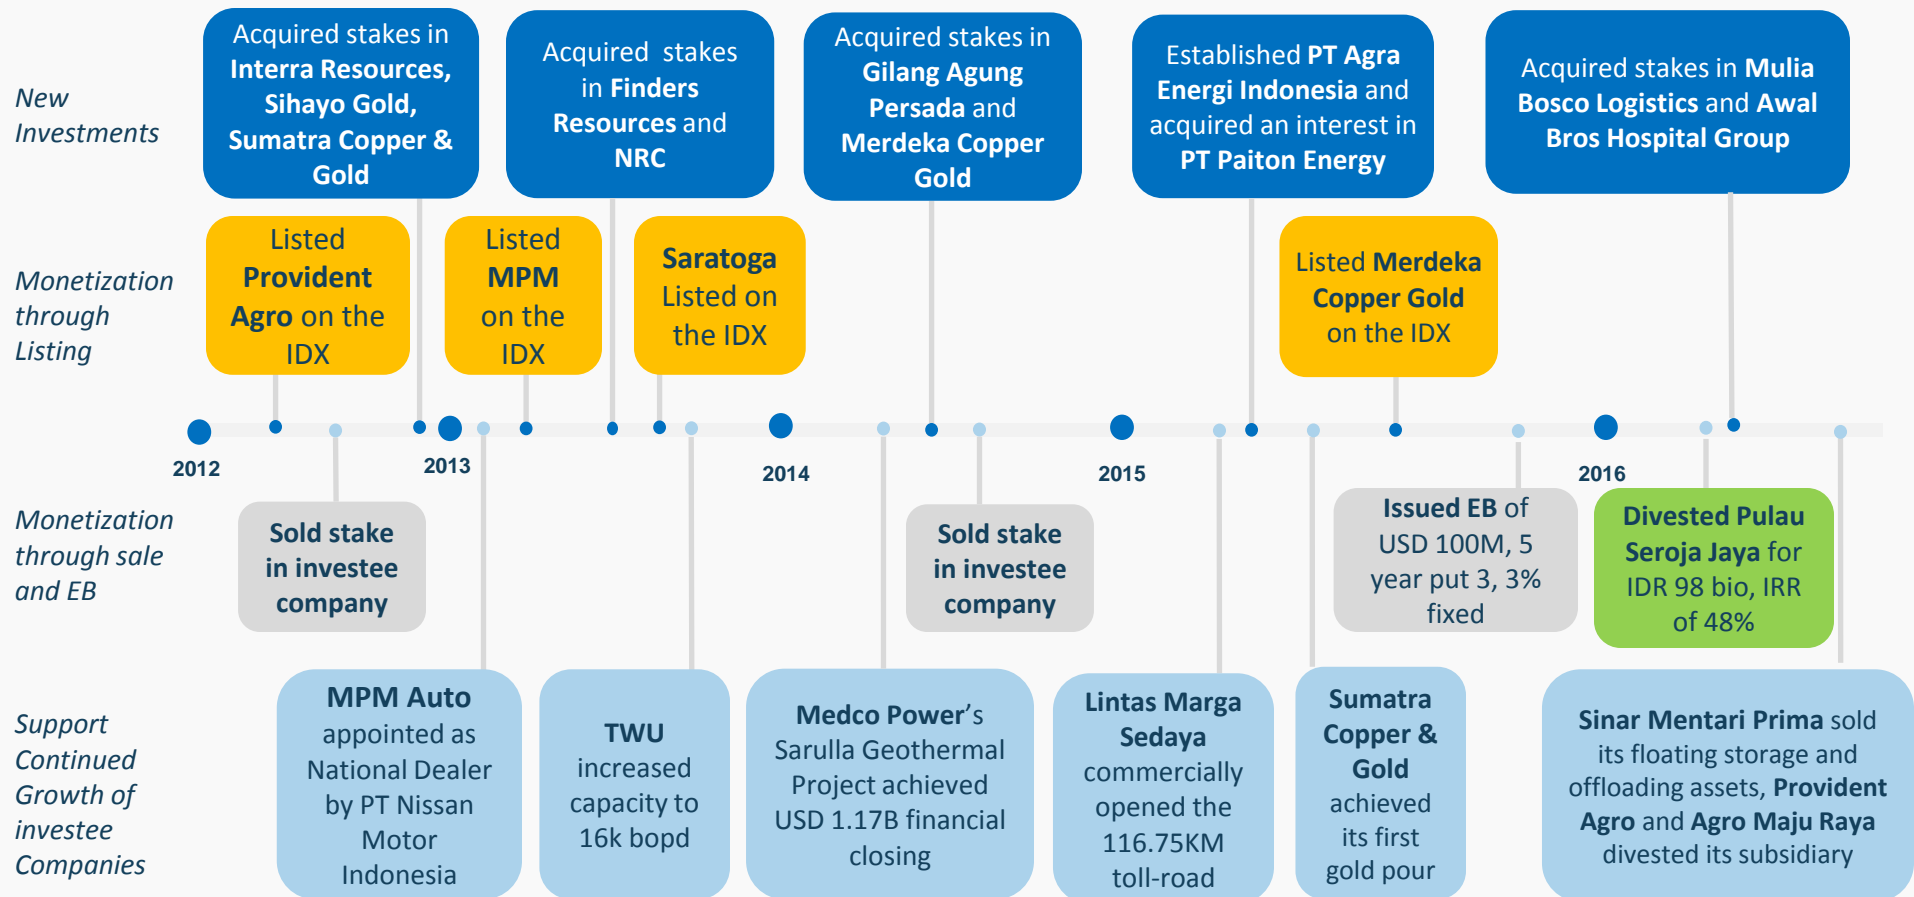 New
Investments
Acquired stakes in
Interra Resources,
Sihayo Gold,
Sumatra Copper &
Gold
Acquired stakes
in Finders
Resources and
NRC
Acquired stakes in
Gilang Agung
Persada and
Merdeka Copper
Gold
Established PT Agra
Energi Indonesia and
acquired an interest in
PT Paiton Energy
Acquired stakes in Mulia
Bosco Logistics and Awal
Bros Hospital Group
Monetization
through
Listing
Listed
Provident
Agro on the
IDX
Listed
MPM
on the
IDX
Saratoga
Listed on
the IDX
Listed Merdeka
Copper Gold
on the IDX
2012
2013
2014
2015
2016
Monetization
through sale
and EB
Sold stake
in investee
company
Sold stake
in investee
company
Issued EB of
USD 100M, 5
year put 3, 3%
fixed
Divested Pulau
Seroja Jaya for
IDR 98 bio, IRR
of 48%
Support
Continued
Growth of
investee
Companies
MPM Auto
appointed as
National Dealer
by PT Nissan
Motor
Indonesia
TWU
increased
capacity to
16k bopd
Medco Power’s
Sarulla Geothermal
Project achieved
USD 1.17B financial
closing
Lintas Marga
Sedaya
commercially
opened the
116.75KM
toll-road
Sumatra
Copper &
Gold
achieved
its first
gold pour
Sinar Mentari Prima sold
its floating storage and
offloading assets, Provident
Agro and Agro Maju Raya
divested its subsidiary